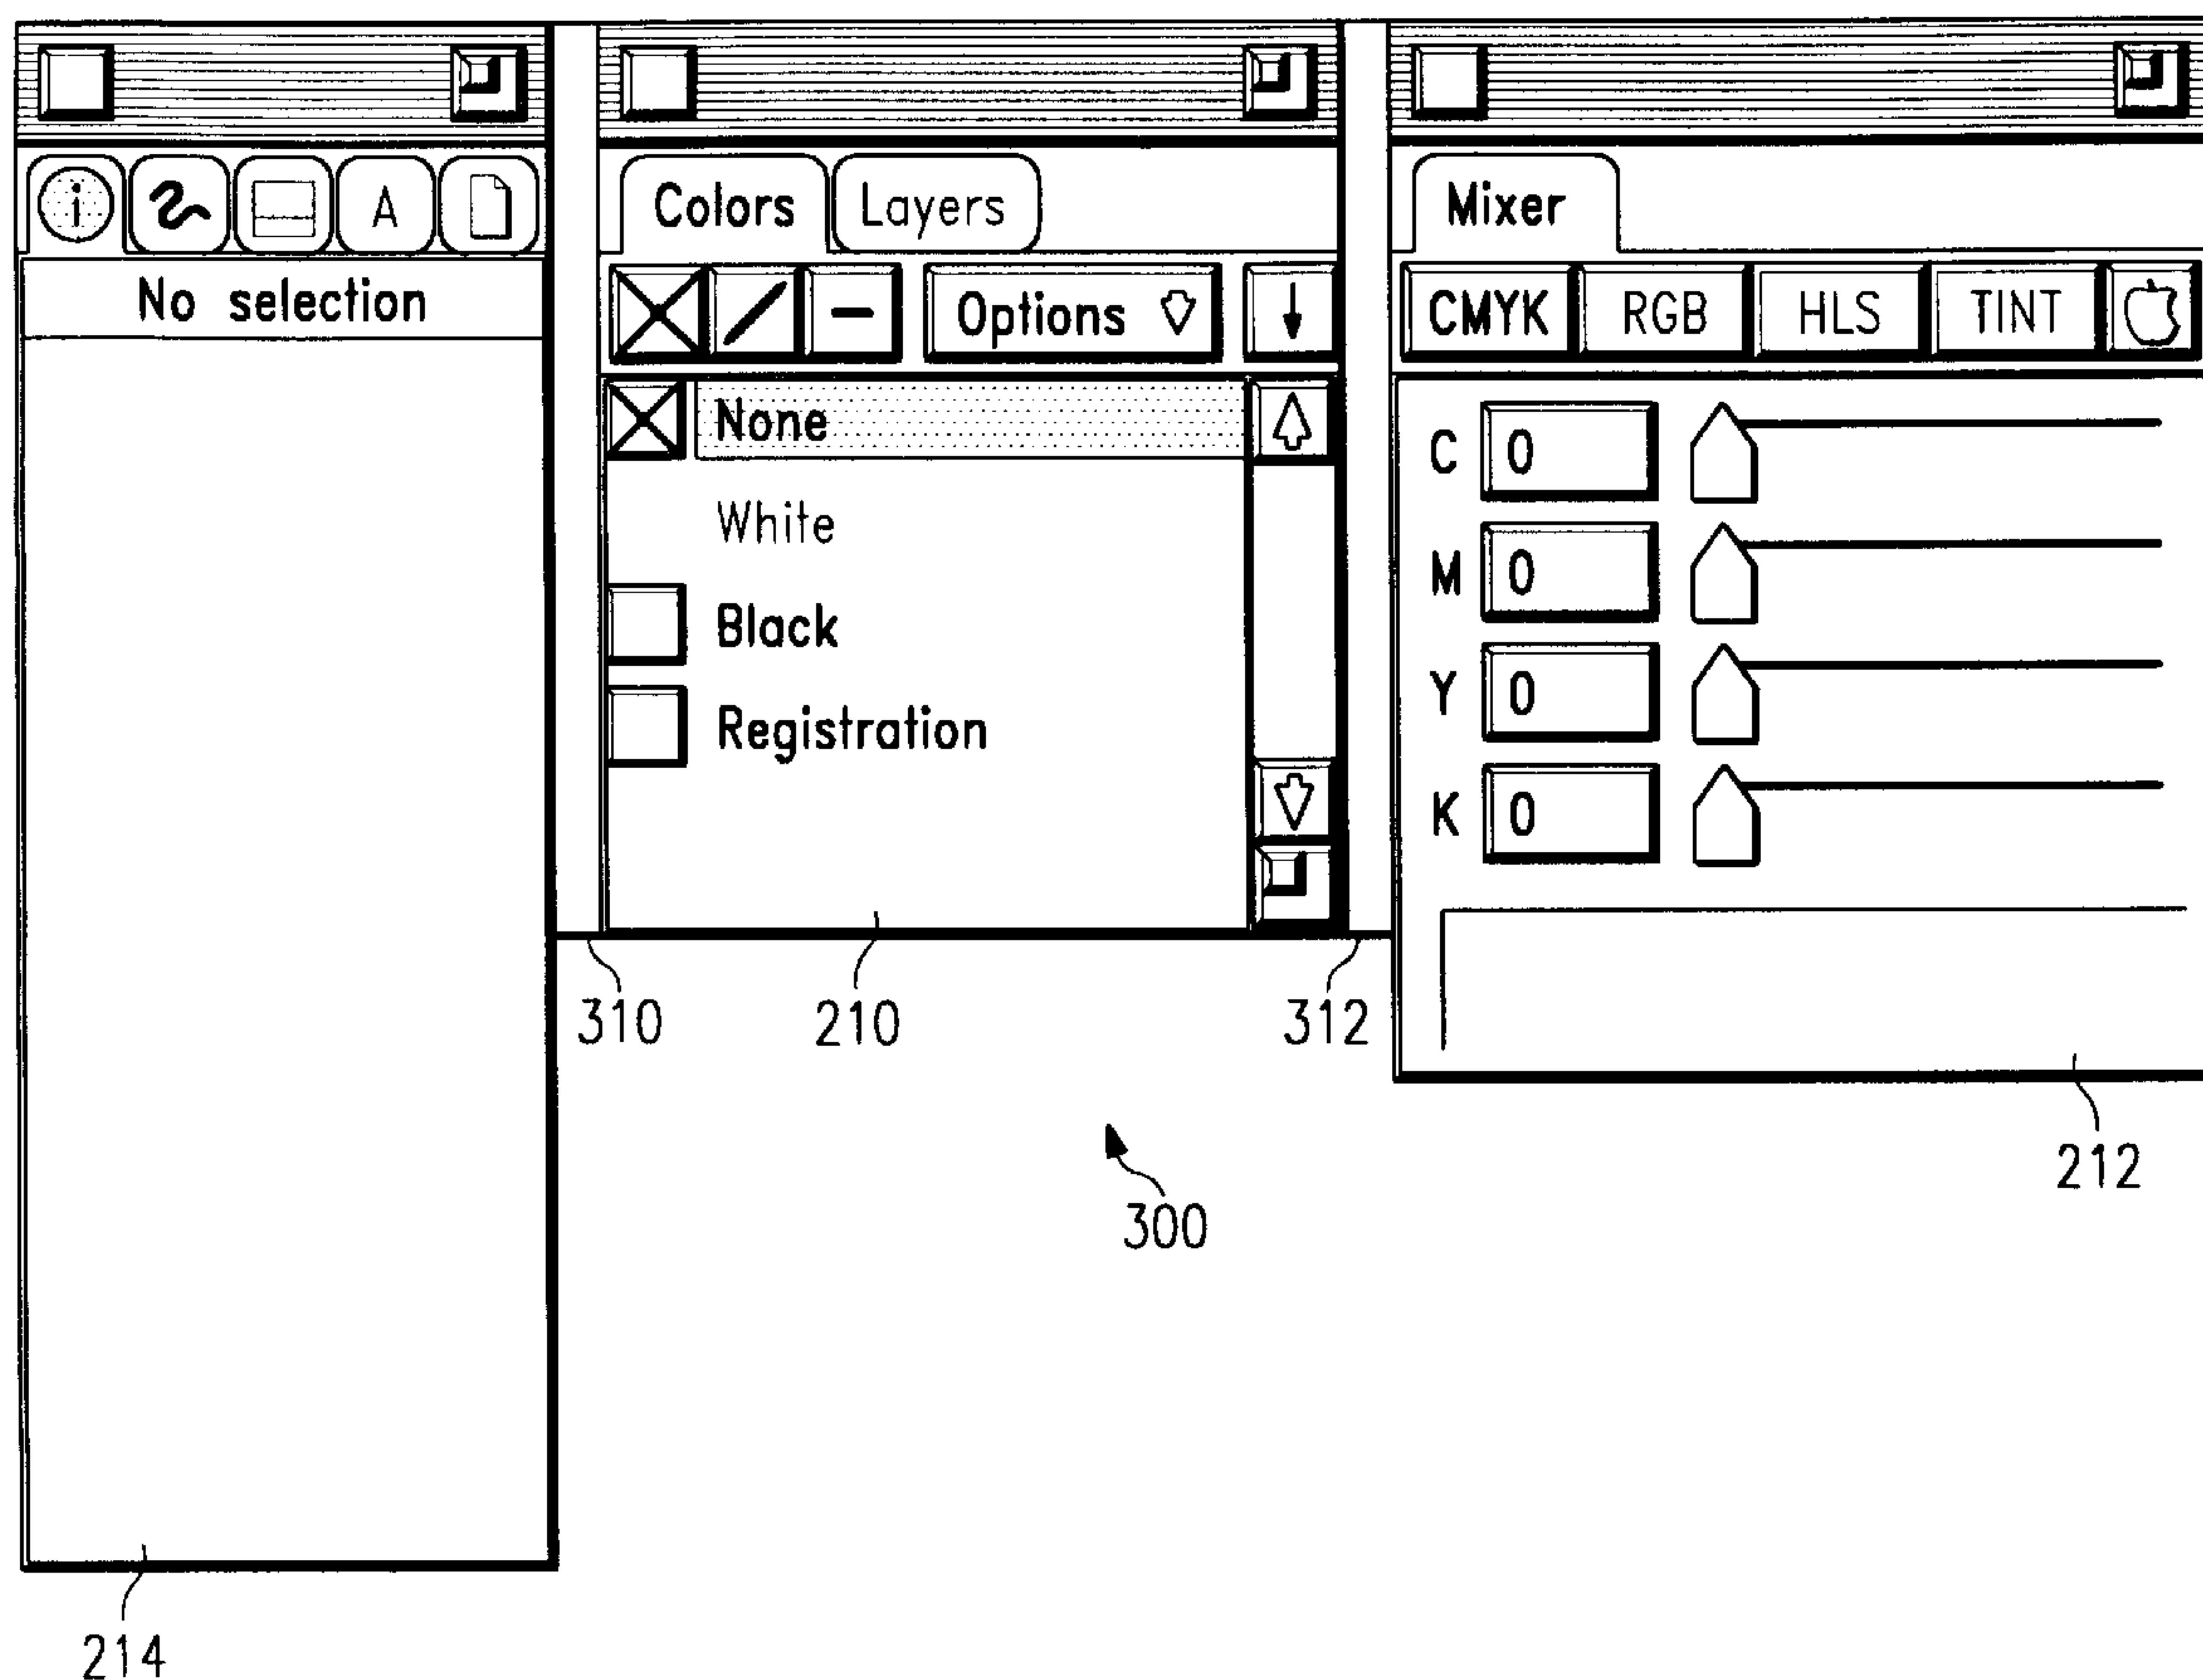 i A
No selection
214
Colors Layers
Options
None
White
Black
Registration
310 210 312
300
Mixer
CMYK RGB HLS TINT
C 0
M 0
Y 0
K 0
212